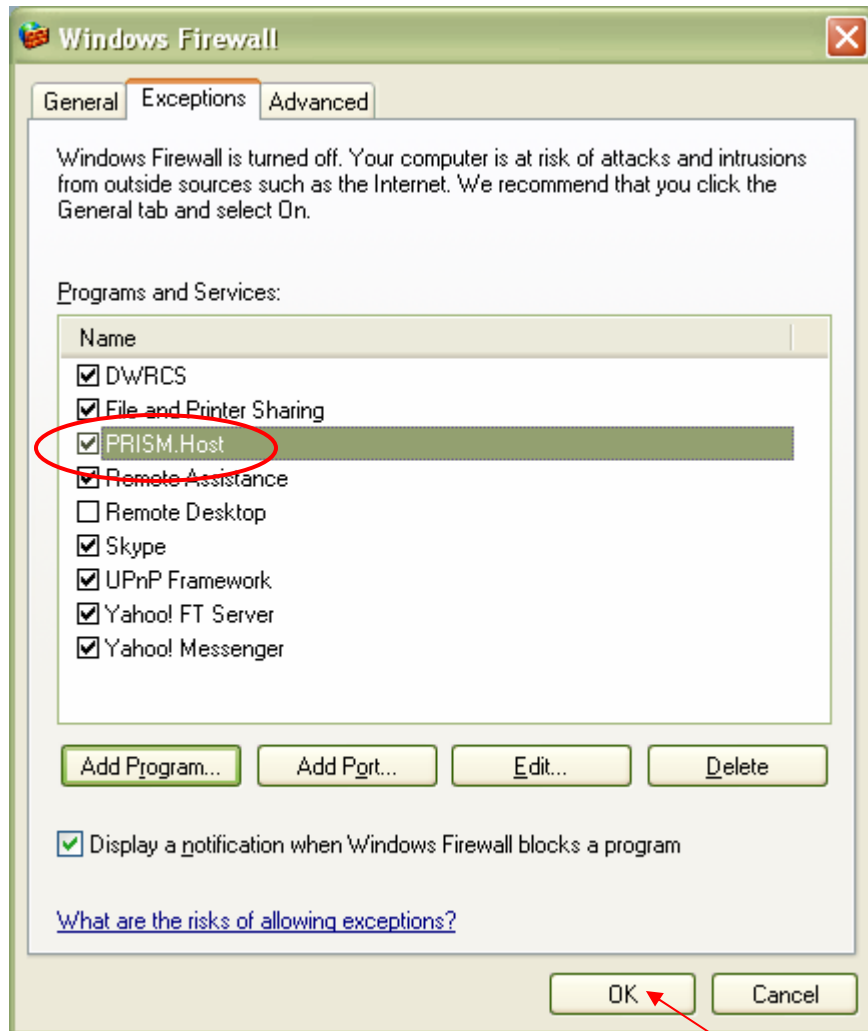 Windows Firewall
General Exceptions Advanced
Windows Firewall is turned off. Your computer is at risk of attacks and intrusions
from outside sources such as the Internet. We recommend that you click the
General tab and select On.
Programs and Services:
Name
DWRCS
File and Printer Sharing
PRISM.Host
Remote Assistance
Remote Desktop
Skype
UPnP Framework
Yahoo! FT Server
Yahoo! Messenger
Add Program... Add Port... Edit... Delete
Display a notification when Windows Firewall blocks a program
What are the risks of allowing exceptions?
OK Cancel